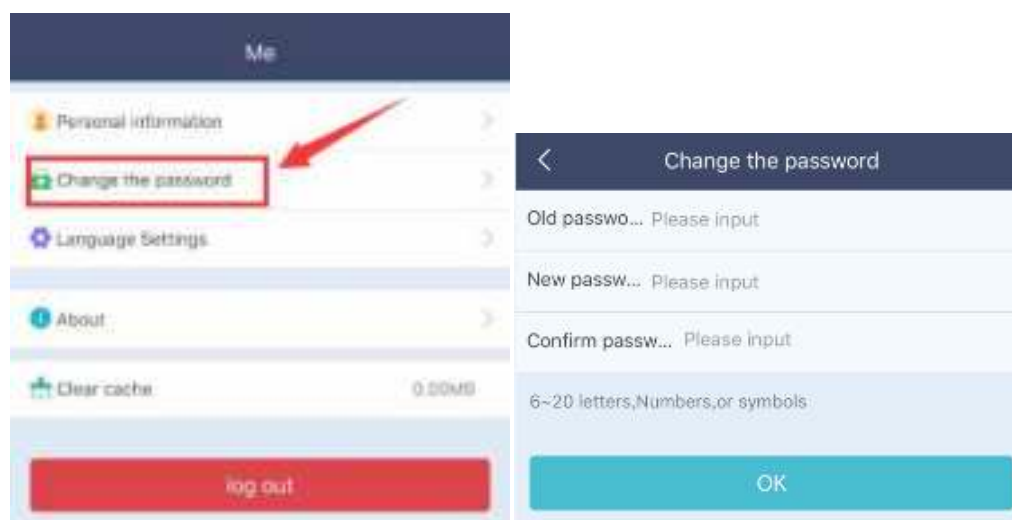 Me
Personal information
Change the password
Language Settings
About
Clear cache 0.00MB
log out
Change the password
Old passwo... Please input
New passw... Please input
Confirm passw... Please input
6~20 letters,Numbers,or symbols
OK